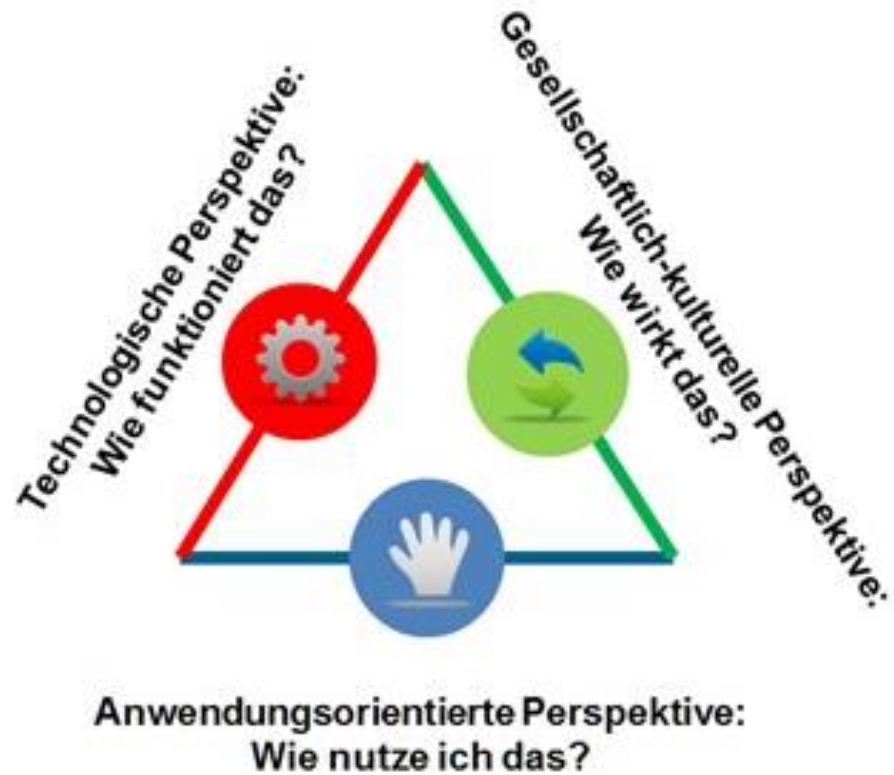 Technologische Perspektive:
Wie funktioniert das?
Gesellschaftlich-kulturelle Perspektive:
Wie wirkt das?
Anwendungsorientierte Perspektive:
Wie nutze ich das?